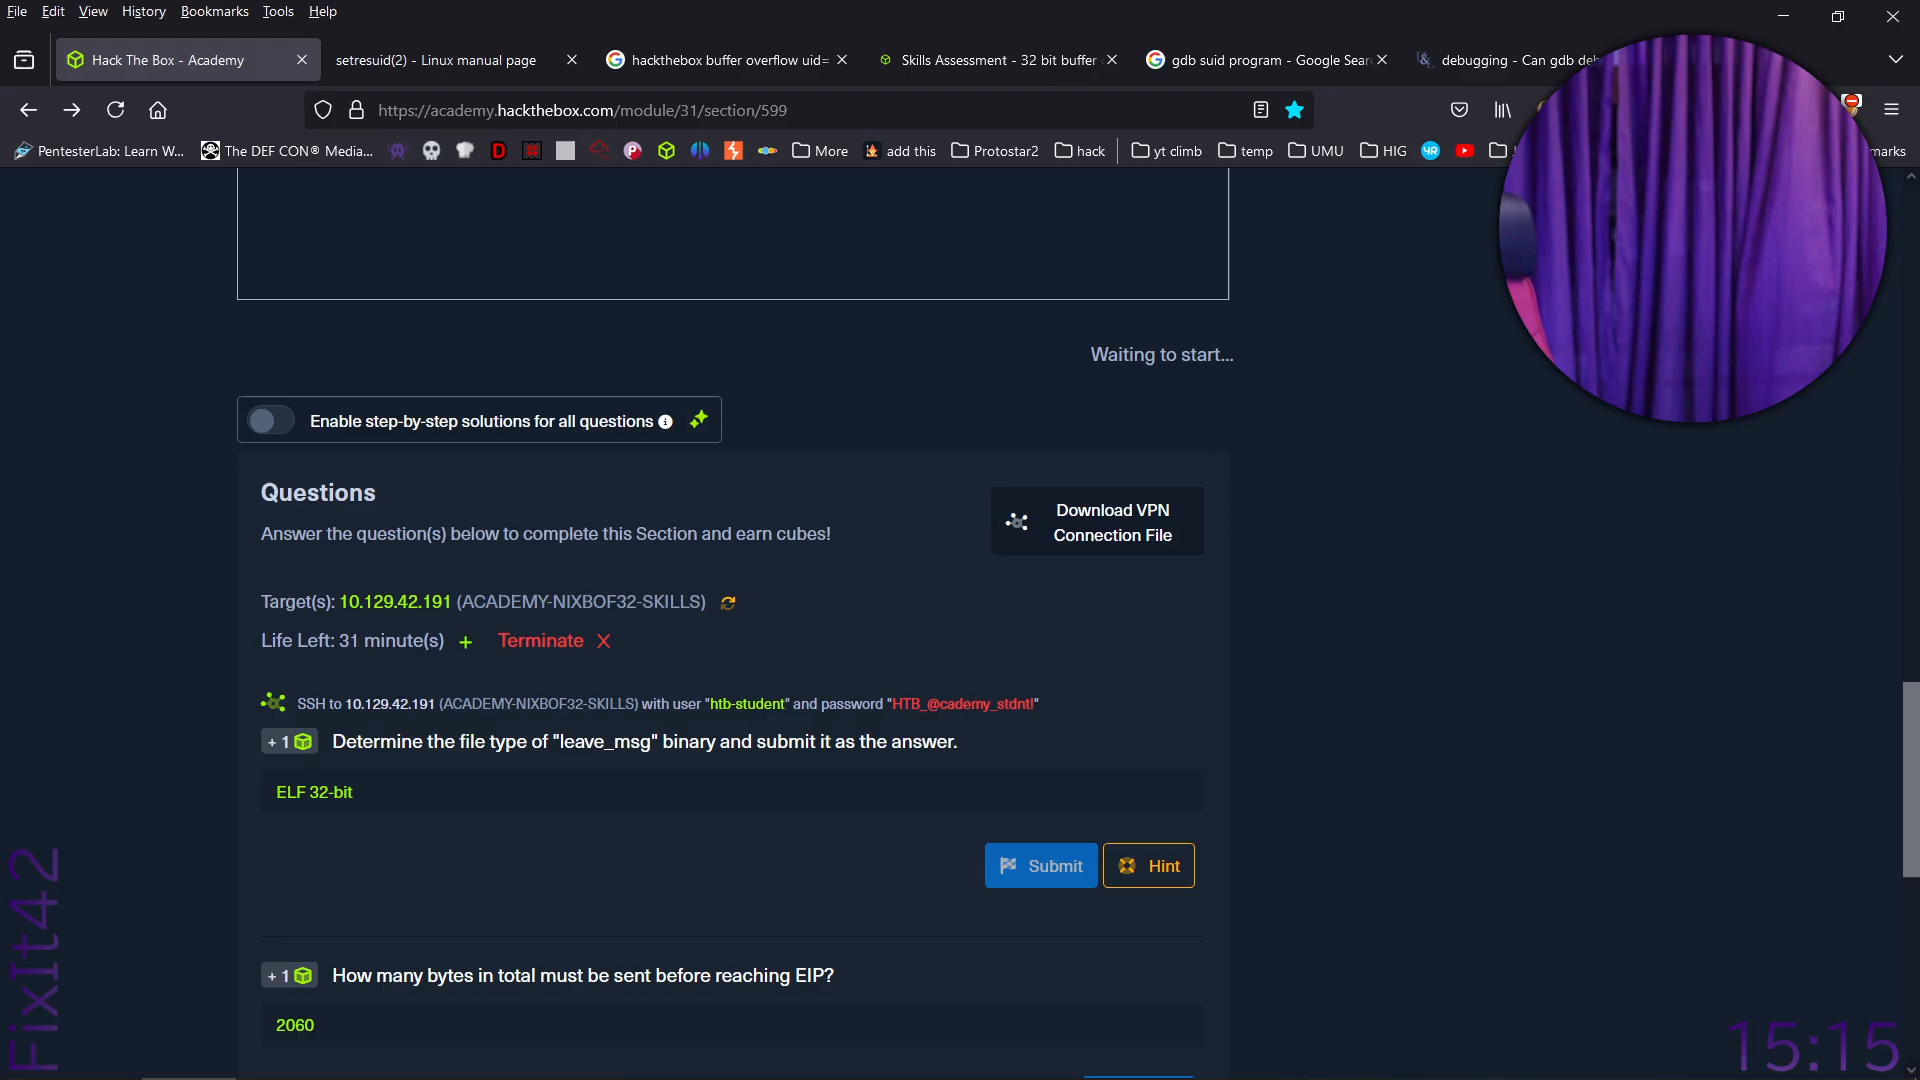 File Edit View History Bookmarks Tools Help
Hack The Box - Academy
setresuid(2) - Linux manual page
hackthebox buffer overflow uid=
Skills Assessment - 32 bit buffer
gdb suid program - Google Sear
debugging - Can gdb deb
https://academy.hackthebox.com/module/31/section/599
PentesterLab: Learn W...
The DEF CON® Media...
More
add this
Protostar2
hack
yt climb
temp
UMU
HIG
marks
Waiting to start...
Enable step-by-step solutions for all questions
Questions
Answer the question(s) below to complete this Section and earn cubes!
Download VPN
Connection File
Target(s): 10.129.42.191 (ACADEMY-NIXBOF32-SKILLS)
Life Left: 31 minute(s) + Terminate X
SSH to 10.129.42.191 (ACADEMY-NIXBOF32-SKILLS) with user "htb-student" and password "HTB_@cademy_stdnt!"
+ 1 Determine the file type of "leave_msg" binary and submit it as the answer.
ELF 32-bit
Submit
Hint
+ 1 How many bytes in total must be sent before reaching EIP?
2060
FixIt42
15:15